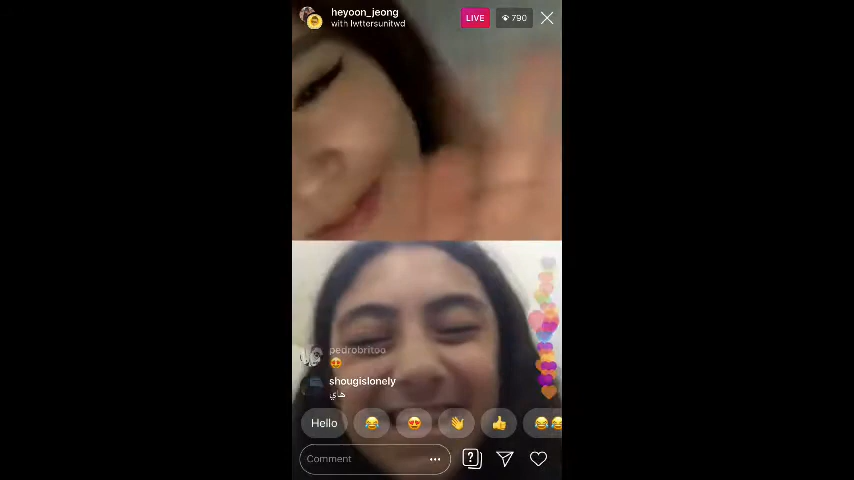 heyoon_jeong
with lwttersunitwd
LIVE
790
pedrobritoo
shougislonely
هاي
Hello
Comment